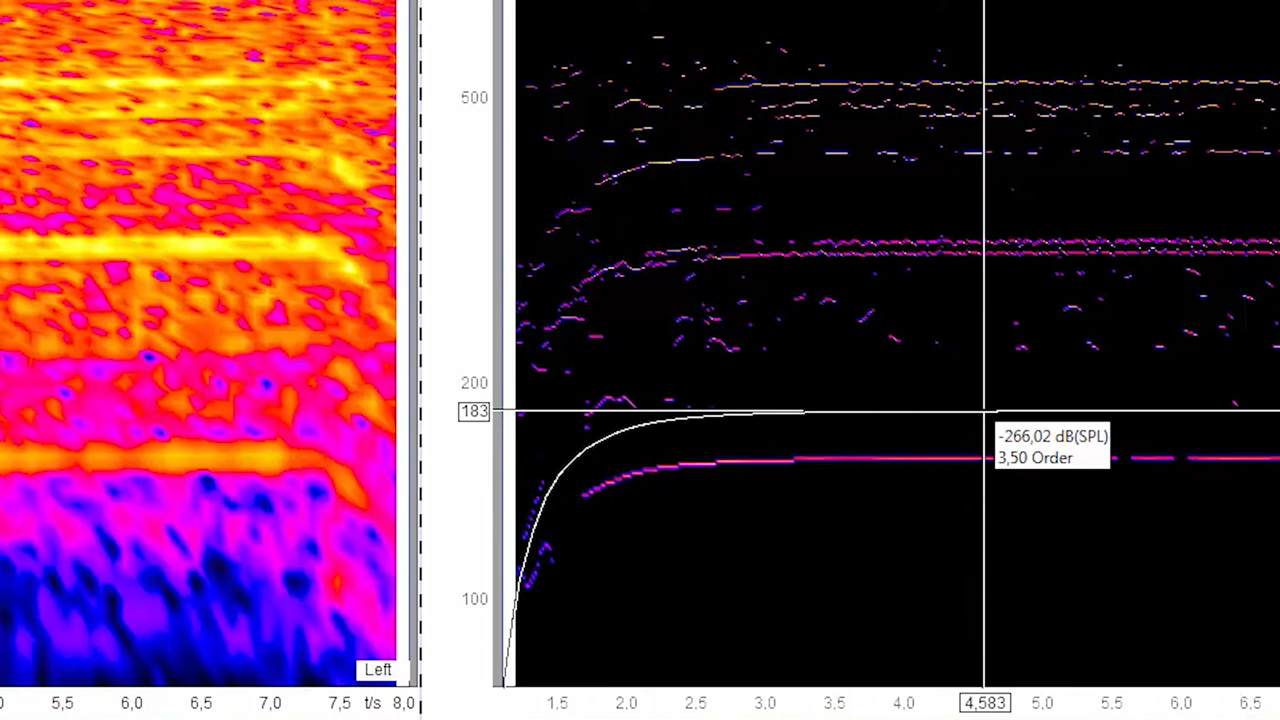 500
200
183
100
-266,02 dB(SPL)
3,50 Order
Left
5,5 6,0 6,5 7,0 7,5 t/s 8,0
1,5 2,0 2,5 3,0 3,5 4,0 4,583 5,0 5,5 6,0 6,5